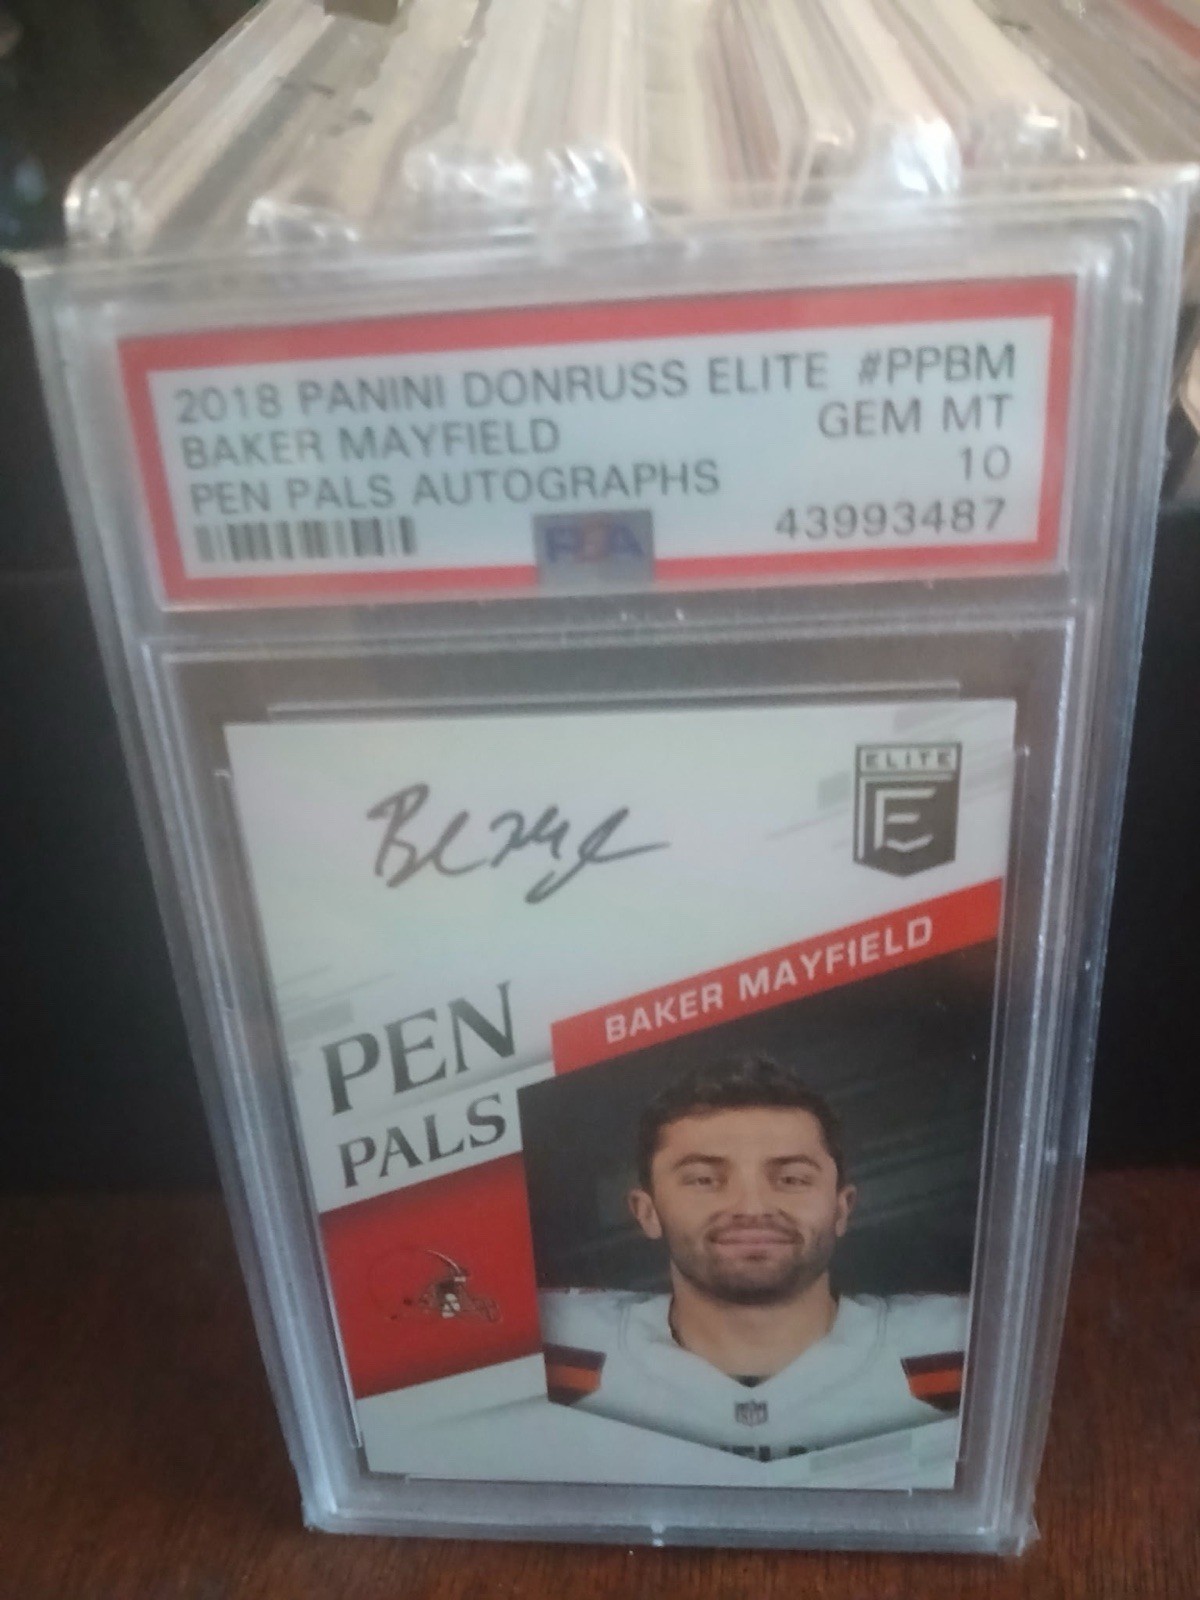 2018 PANINI DONRUSS ELITE #PPBM
BAKER MAYFIELD GEM MT
PEN PALS AUTOGRAPHS 10
PSA 43993487
ELITE
E
BAKER MAYFIELD
PEN
PALS
NFL